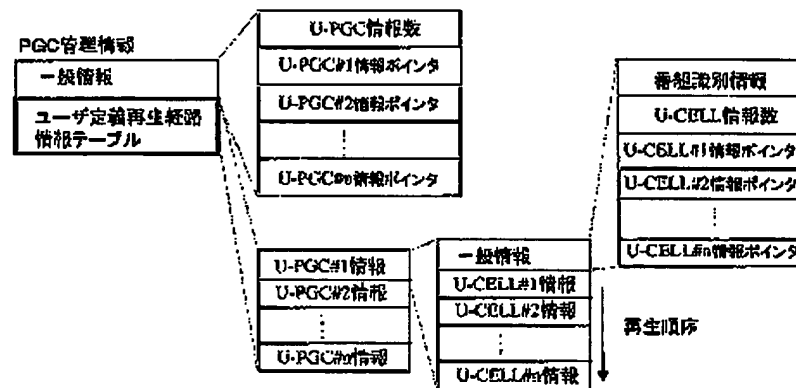 PGC管理情報
一般情報
ユーザ定義再生経路
情報テーブル
U-PGC情報数
U-PGC#1情報ポインタ
U-PGC#2情報ポインタ
U-PGC#n情報ポインタ
U-PGC#1情報
U-PGC#2情報
U-PGC#n情報
一般情報
U-CELL#1情報
U-CELL#2情報
U-CELL#n情報
番組識別情報
U-CELL情報数
U-CELL#1情報ポインタ
U-CELL#2情報ポインタ
U-CELL#n情報ポインタ
再生順序